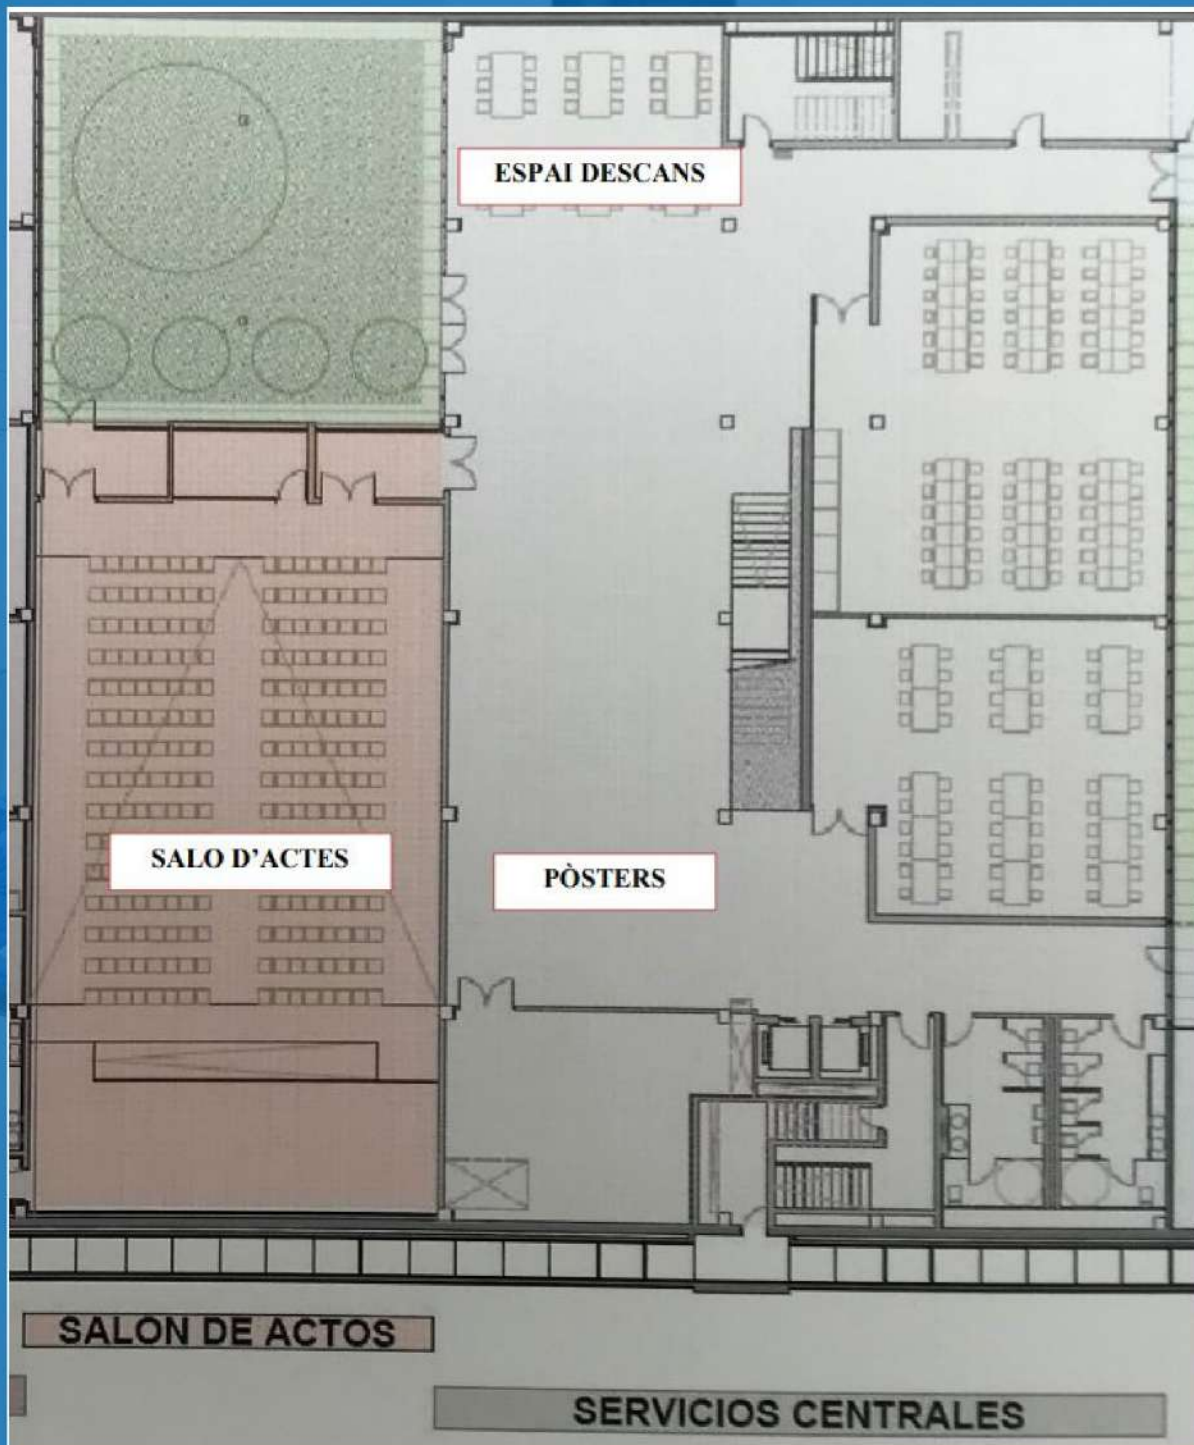 ESPAI DESCANS
SALO D'ACTES
PÒSTERS
SALON DE ACTOS
SERVICIOS CENTRALES